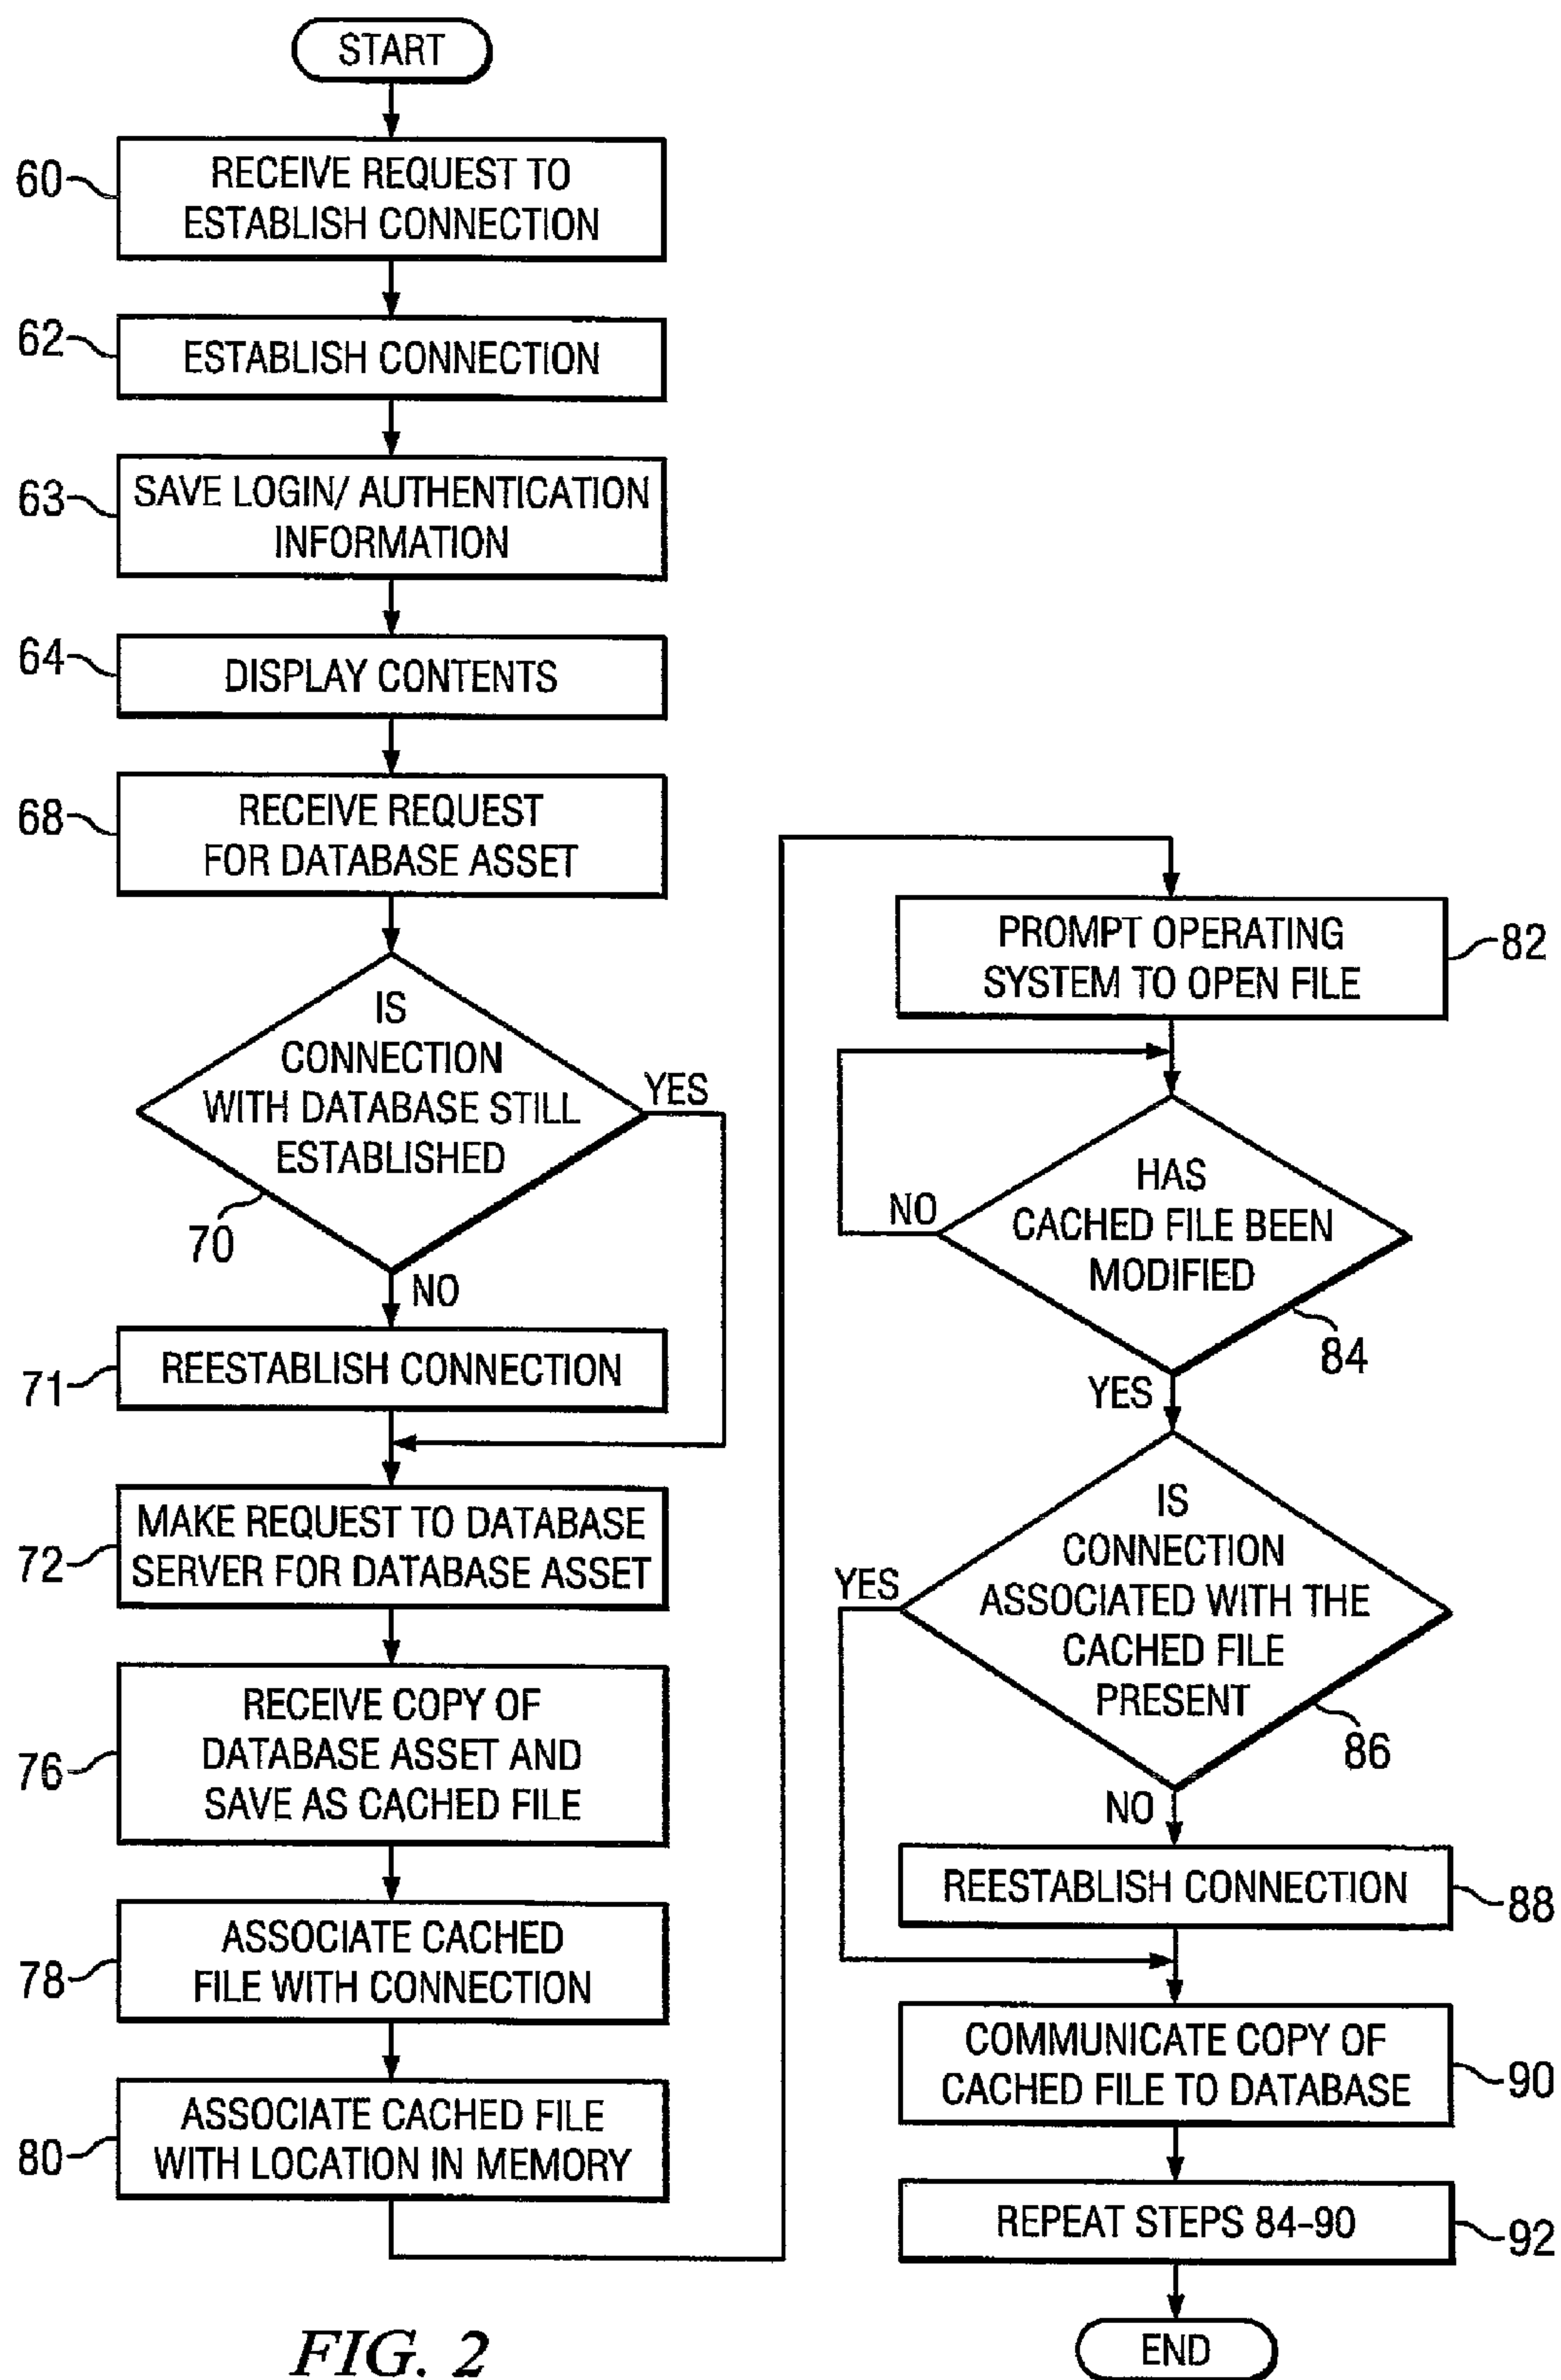 START
60
RECEIVE REQUEST TO
ESTABLISH CONNECTION
62
ESTABLISH CONNECTION
63
SAVE LOGIN/ AUTHENTICATION
INFORMATION
64
DISPLAY CONTENTS
68
RECEIVE REQUEST
FOR DATABASE ASSET
IS
CONNECTION
WITH DATABASE STILL
ESTABLISHED
YES
70
NO
71
REESTABLISH CONNECTION
72
MAKE REQUEST TO DATABASE
SERVER FOR DATABASE ASSET
76
RECEIVE COPY OF
DATABASE ASSET AND
SAVE AS CACHED FILE
78
ASSOCIATE CACHED
FILE WITH CONNECTION
80
ASSOCIATE CACHED FILE
WITH LOCATION IN MEMORY
PROMPT OPERATING
SYSTEM TO OPEN FILE
82
HAS
CACHED FILE BEEN
MODIFIED
NO
84
YES
IS
CONNECTION
ASSOCIATED WITH THE
CACHED FILE
PRESENT
YES
86
NO
REESTABLISH CONNECTION
88
COMMUNICATE COPY OF
CACHED FILE TO DATABASE
90
REPEAT STEPS 84-90
92
END
FIG. 2